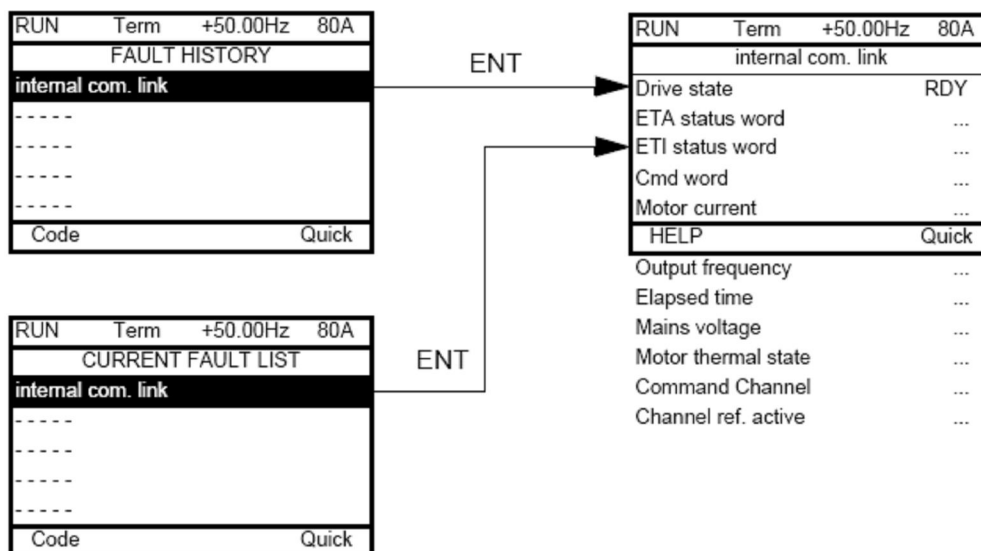 RUN Term +50.00Hz 80A
FAULT HISTORY
internal com. link
- - - - -
- - - - -
- - - - -
- - - - -
Code Quick
ENT
RUN Term +50.00Hz 80A
CURRENT FAULT LIST
internal com. link
- - - - -
- - - - -
- - - - -
- - - - -
Code Quick
ENT
RUN Term +50.00Hz 80A
internal com. link
Drive state RDY
ETA status word ...
ETI status word ...
Cmd word ...
Motor current ...
HELP Quick
Output frequency ...
Elapsed time ...
Mains voltage ...
Motor thermal state ...
Command Channel ...
Channel ref. active ...